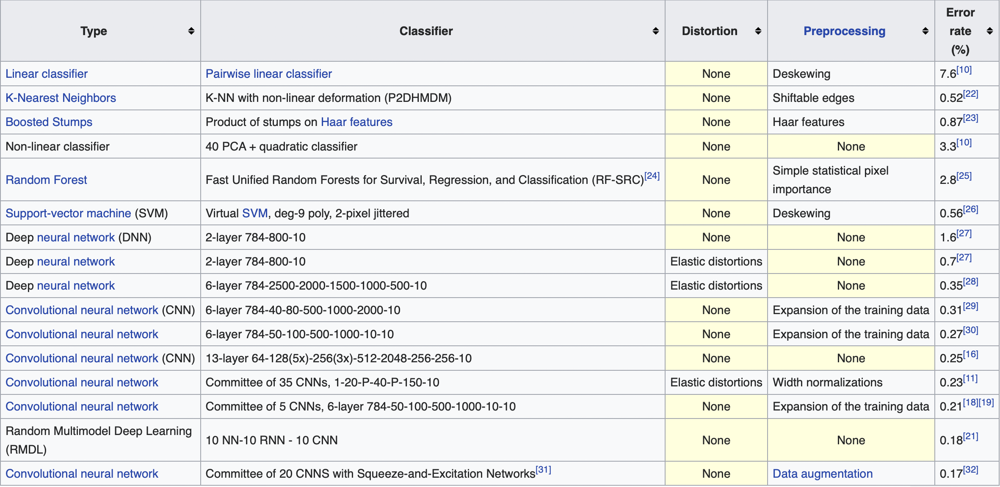 Type Classifier Distortion Preprocessing Error rate (%)
Linear classifier Pairwise linear classifier None Deskewing 7.6[10]
K-Nearest Neighbors K-NN with non-linear deformation (P2DHMDM) None Shiftable edges 0.52[22]
Boosted Stumps Product of stumps on Haar features None Haar features 0.87[23]
Non-linear classifier 40 PCA + quadratic classifier None None 3.3[10]
Random Forest Fast Unified Random Forests for Survival, Regression, and Classification (RF-SRC)[24] None Simple statistical pixel importance 2.8[25]
Support-vector machine (SVM) Virtual SVM, deg-9 poly, 2-pixel jittered None Deskewing 0.56[26]
Deep neural network (DNN) 2-layer 784-800-10 None None 1.6[27]
Deep neural network 2-layer 784-800-10 Elastic distortions None 0.7[27]
Deep neural network 6-layer 784-2500-2000-1500-1000-500-10 Elastic distortions None 0.35[28]
Convolutional neural network (CNN) 6-layer 784-40-80-500-1000-2000-10 None Expansion of the training data 0.31[29]
Convolutional neural network 6-layer 784-50-100-500-1000-10-10 None Expansion of the training data 0.27[30]
Convolutional neural network (CNN) 13-layer 64-128(5x)-256(3x)-512-2048-256-256-10 None None 0.25[16]
Convolutional neural network Committee of 35 CNNs, 1-20-P-40-P-150-10 Elastic distortions Width normalizations 0.23[11]
Convolutional neural network Committee of 5 CNNs, 6-layer 784-50-100-500-1000-10-10 None Expansion of the training data 0.21[18][19]
Random Multimodel Deep Learning (RMDL) 10 NN-10 RNN - 10 CNN None None 0.18[21]
Convolutional neural network Committee of 20 CNNS with Squeeze-and-Excitation Networks[31] None Data augmentation 0.17[32]